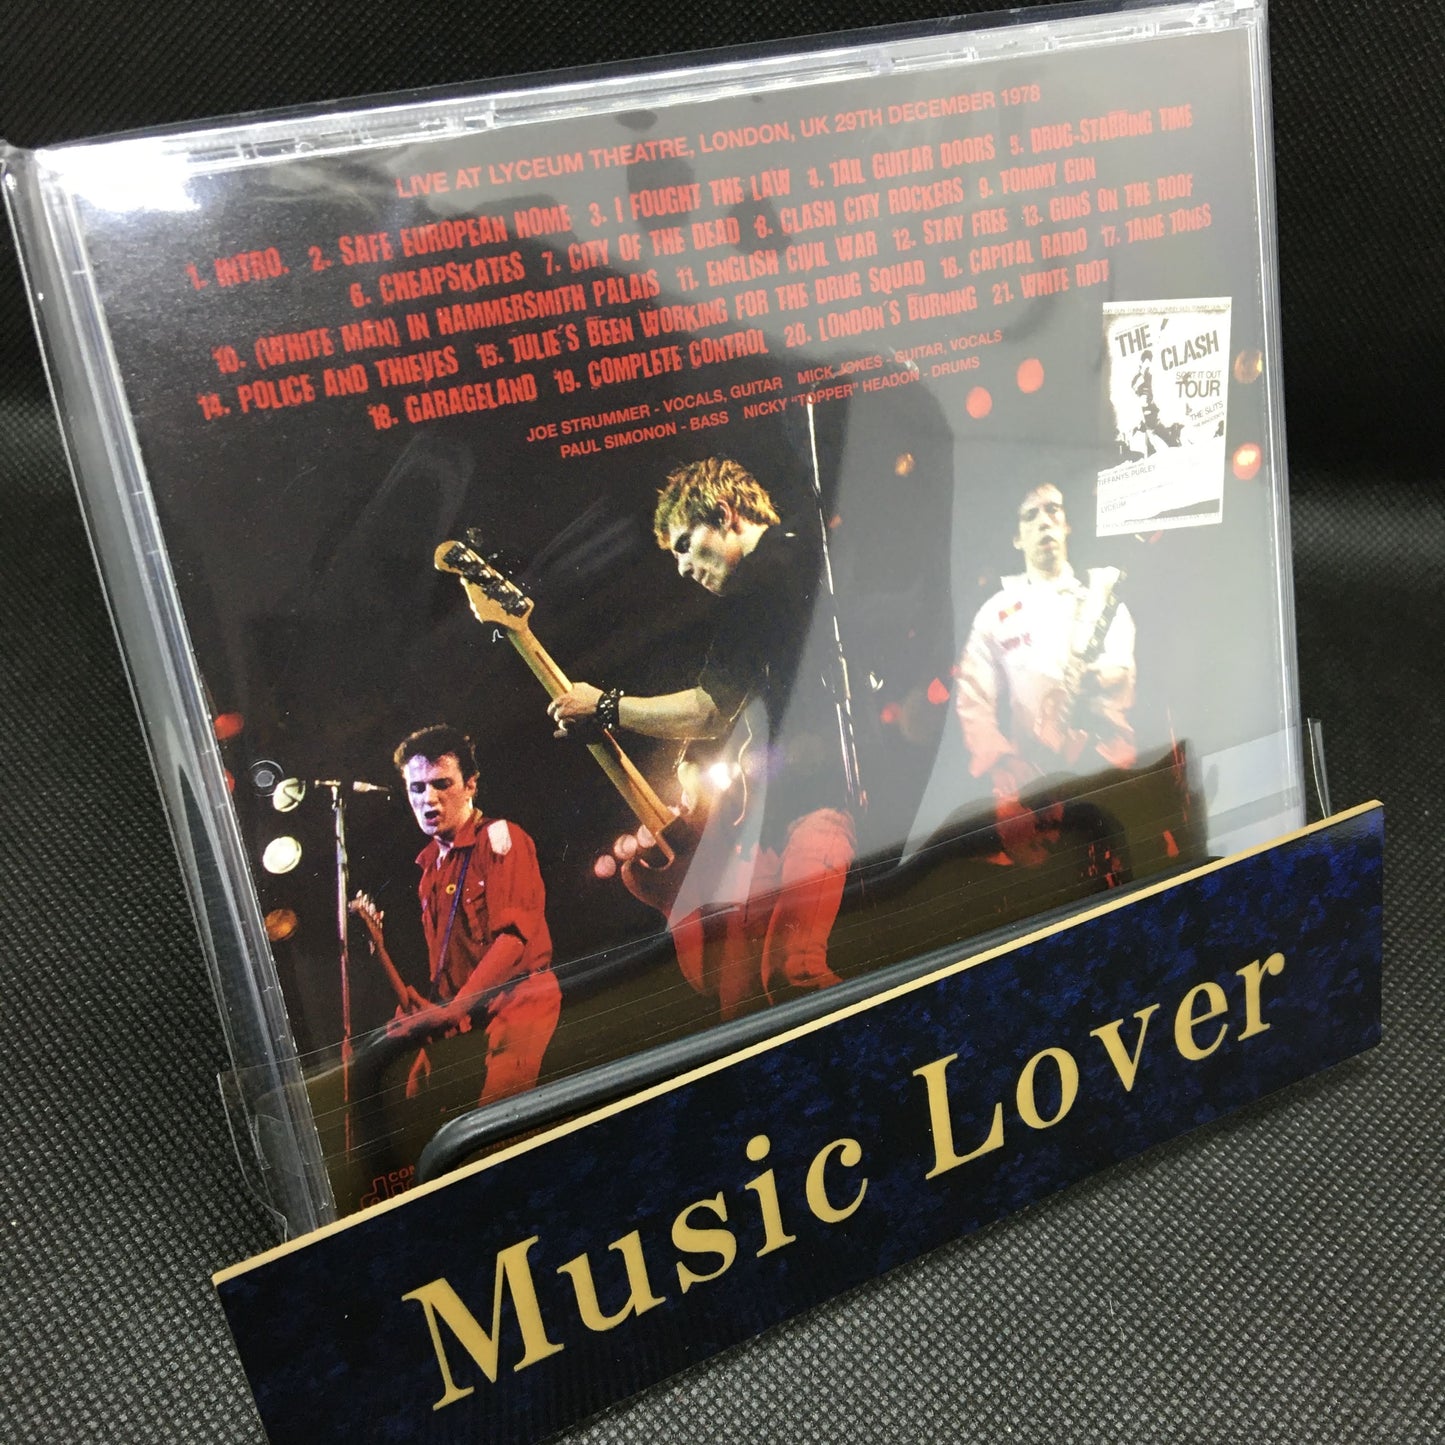 LIVE AT LYCEUM THEATRE, LONDON, UK 29TH DECEMBER 1978
1. INTRO. 2. SAFE EUROPEAN HOME 3. I FOUGHT THE LAW 4. JAIL GUITAR DOORS 5. DRUG-STABBING TIME
6. CHEAPSKATES 7. CITY OF THE DEAD 8. CLASH CITY ROCKERS 9. TOMMY GUN
10. (WHITE MAN) IN HAMMERSMITH PALAIS 11. ENGLISH CIVIL WAR 12. STAY FREE 13. GUNS ON THE ROOF
14. POLICE AND THIEVES 15. JULIE'S BEEN WORKING FOR THE DRUG SQUAD 16. CAPITAL RADIO 17. JANIE JONES
18. GARAGELAND 19. COMPLETE CONTROL 20. LONDON'S BURNING 21. WHITE RIOT
JOE STRUMMER - VOCALS, GUITAR MICK JONES - GUITAR, VOCALS
PAUL SIMONON - BASS NICKY "TOPPER" HEADON - DRUMS
THE CLASH
SORT IT OUT
TOUR
THE SLITS
TIFFANYS, PURLEY
LYCEUM
Music Lover